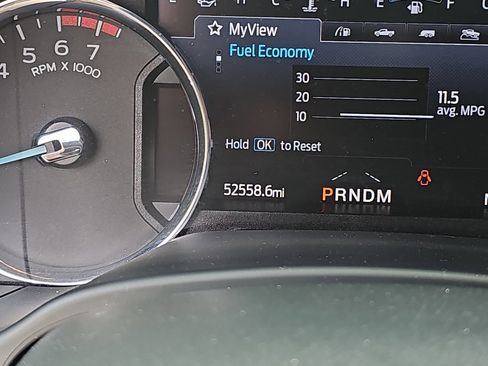 E H C H E F
MyView
Fuel Economy
30
20
10
11.5
avg. MPG
Hold OK to Reset
4 5 6 7
RPM X 1000
52558.6mi
PRNDM